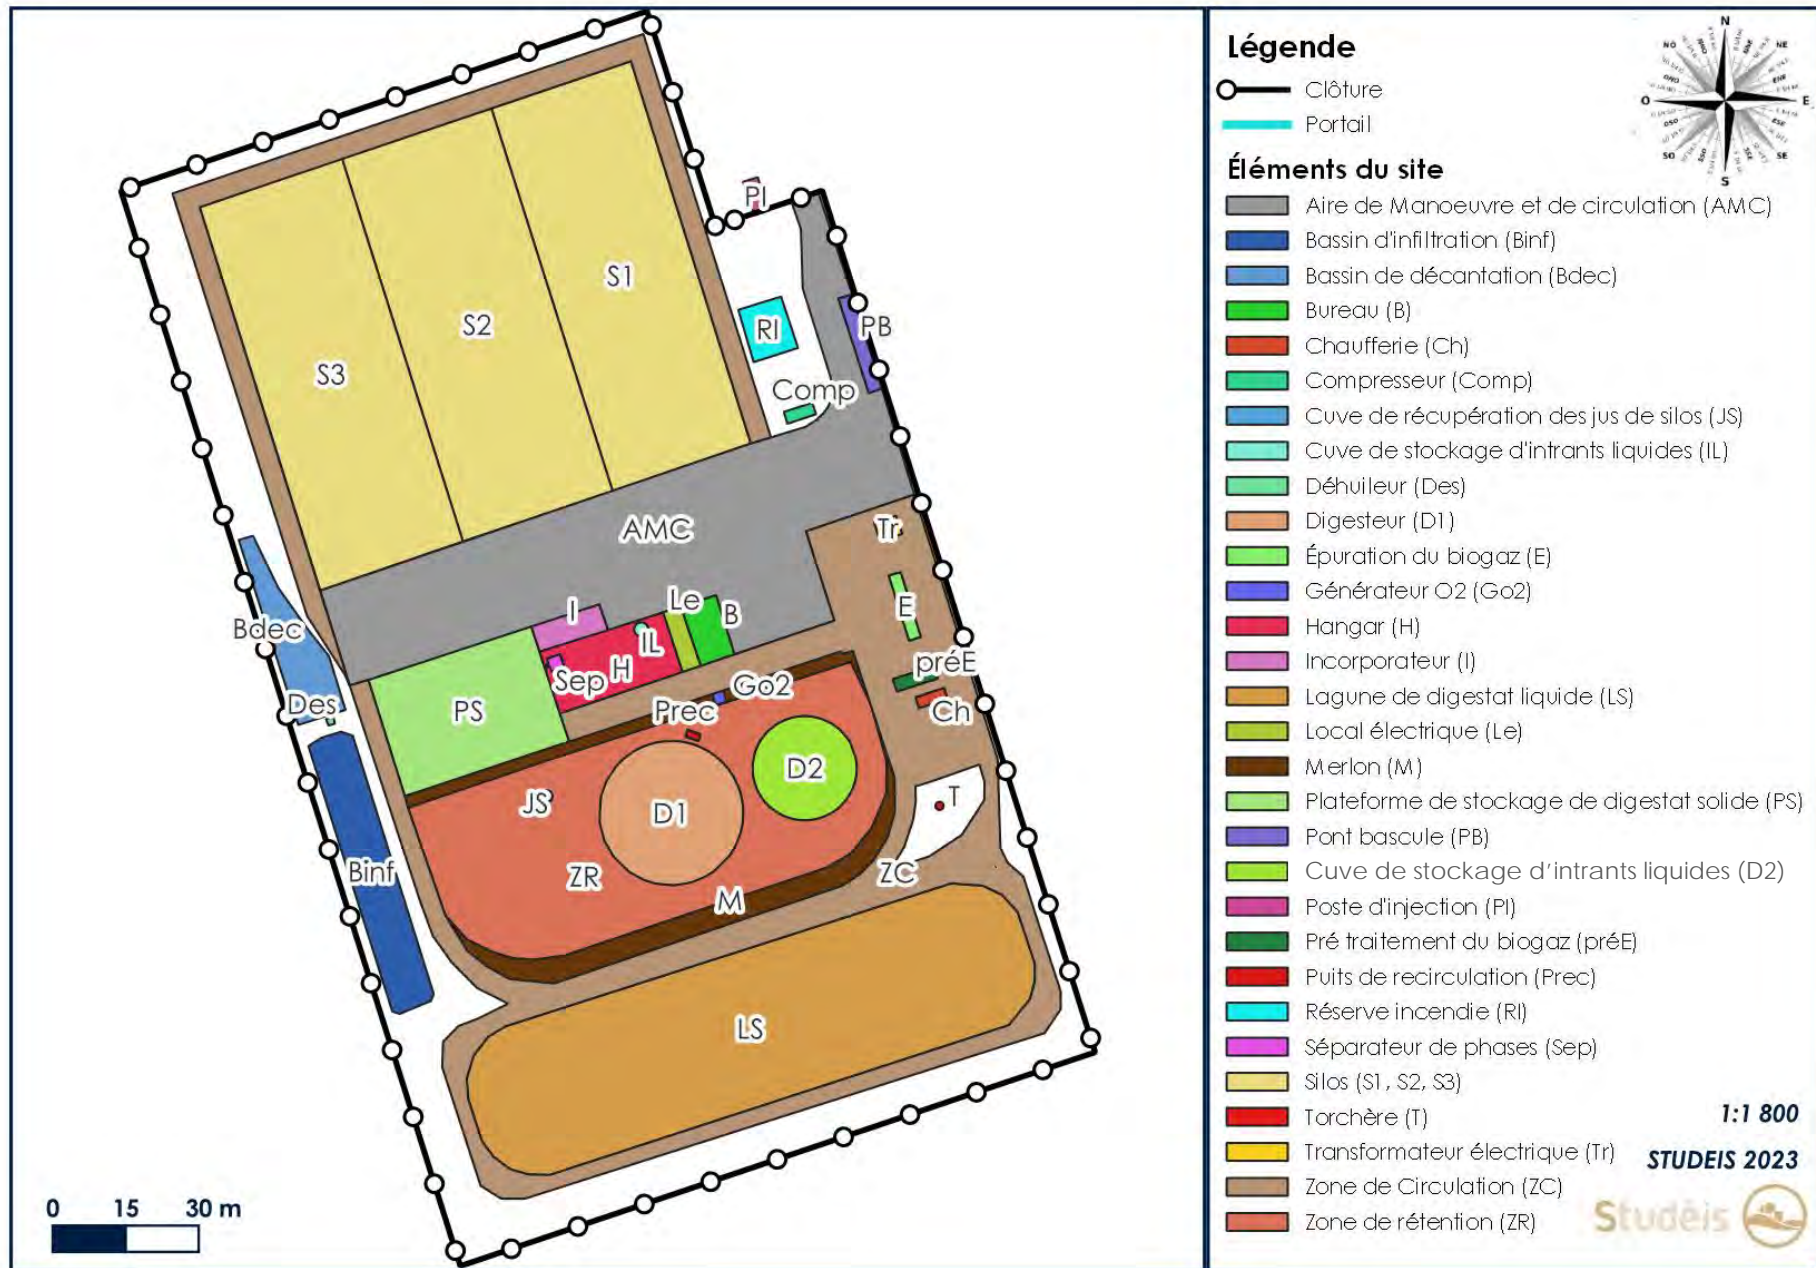 PI
S1
S2
S3
RI
PB
Comp
AMC
Tr
I
Le
B
E
IL
Bdec
Sep
H
préE
Go2
Des
PS
Prec
Ch
D2
JS
D1
T
Binf
ZR
ZC
M
LS
0 15 30 m
Légende
Clôture
Portail
N
NO
NE
O
E
SO
SE
S
Éléments du site
Aire de Manoeuvre et de circulation (AMC)
Bassin d'infiltration (Binf)
Bassin de décantation (Bdec)
Bureau (B)
Chaufferie (Ch)
Compresseur (Comp)
Cuve de récupération des jus de silos (JS)
Cuve de stockage d'intrants liquides (IL)
Déhuileur (Des)
Digesteur (D1)
Épuration du biogaz (E)
Générateur O2 (Go2)
Hangar (H)
Incorporateur (I)
Lagune de digestat liquide (LS)
Local électrique (Le)
Merlon (M)
Plateforme de stockage de digestat solide (PS)
Pont bascule (PB)
Cuve de stockage d'intrants liquides (D2)
Poste d'injection (PI)
Pré traitement du biogaz (préE)
Puits de recirculation (Prec)
Réserve incendie (RI)
Séparateur de phases (Sep)
Silos (S1, S2, S3)
Torchère (T)
Transformateur électrique (Tr)
Zone de Circulation (ZC)
Zone de rétention (ZR)
1:1 800
STUDEIS 2023
Studéis